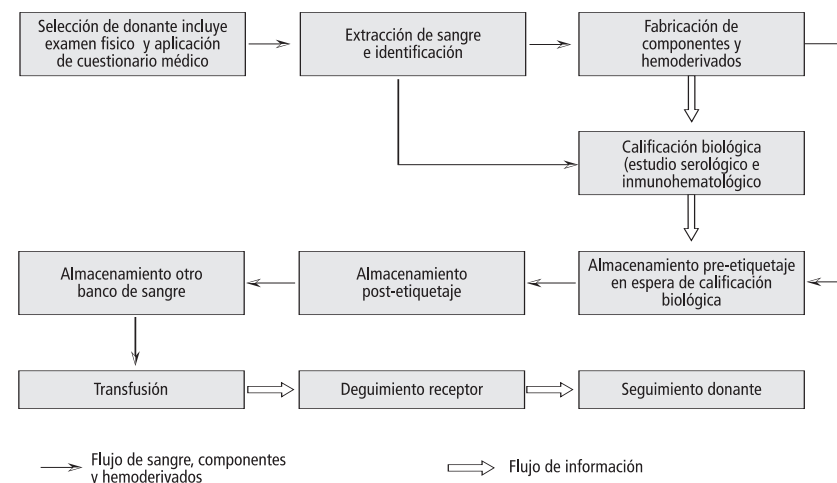 Selección de donante incluye
examen fisico y aplicación
de cuestionario médico
Extracción de sangre
e identificación
Fabricación de
componentes y
hemoderivados
Calificación biológica
(estudio serológico e
inmunohematológico
Almacenamiento otro
banco de sangre
Almacenamiento
post-etiquetaje
Almacenamiento pre-etiquetaje
en espera de calificación
biológica
Transfusión
Deguimiento receptor
Seguimiento donante
Flujo de sangre, componentes
y hemoderivados
Flujo de información